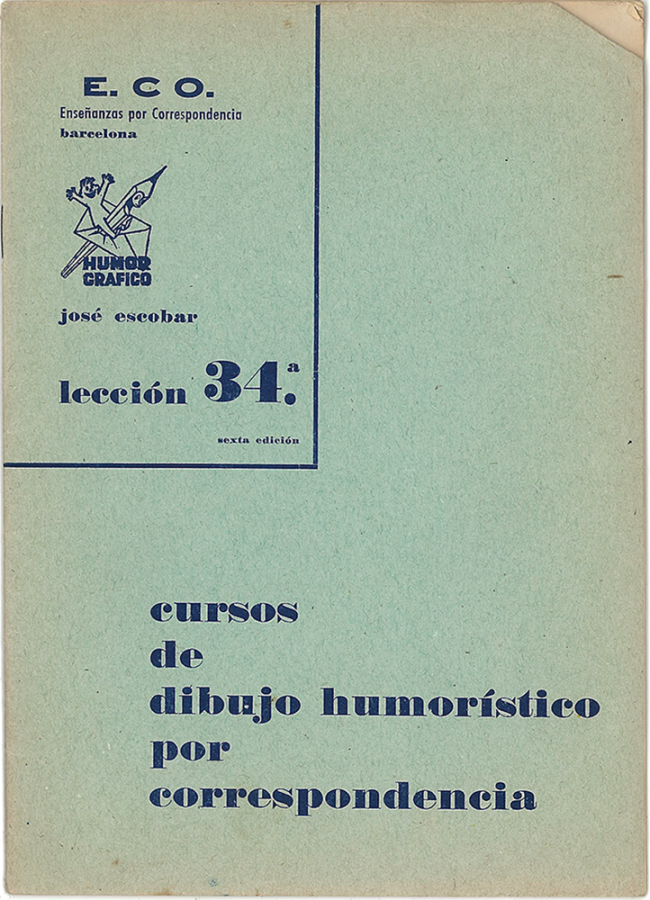 E. C O.
Enseñanzas por Correspondencia
barcelona
HUMOR
GRAFICO
josé escobar
lección 34.ª
sexta edición
cursos
de
dibujo humorístico
por
correspondencia